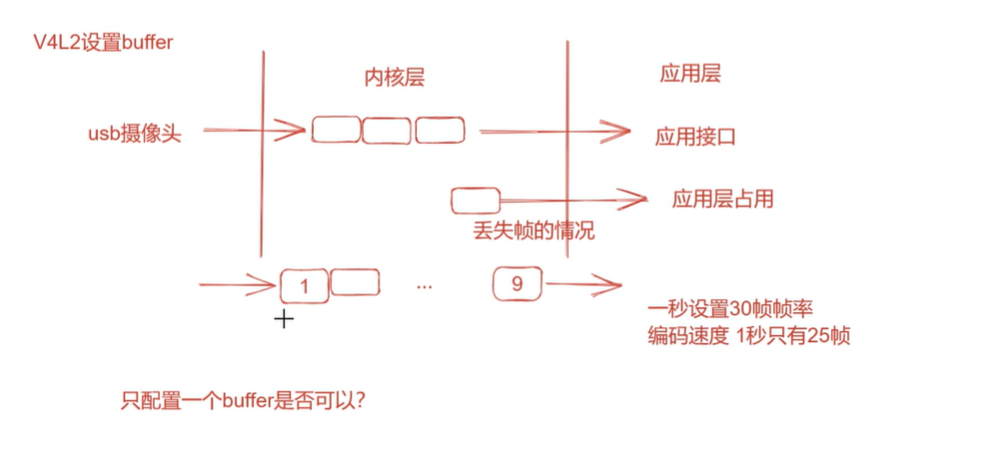 V4L2设置buffer
内核层
应用层
usb摄像头
应用接口
应用层占用
丢失帧的情况
1
...
9
一秒设置30帧帧率
编码速度 1秒只有25帧
只配置一个buffer是否可以?